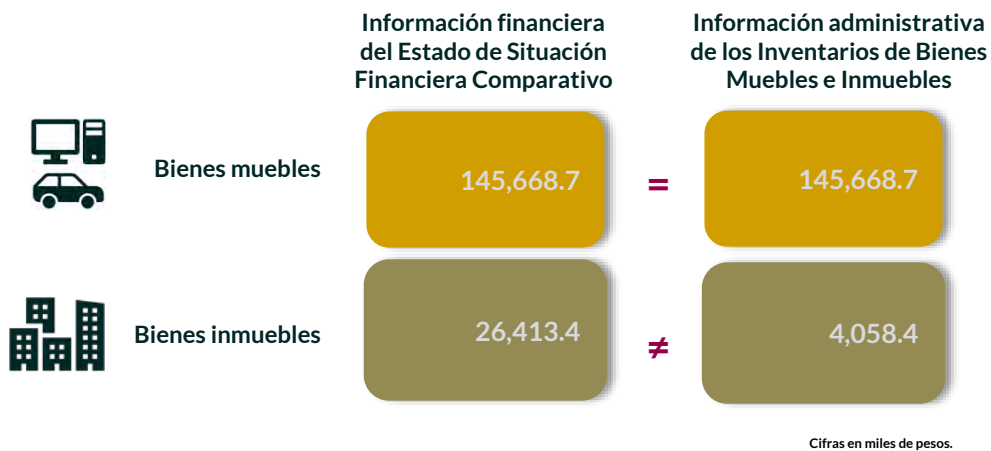 Información financiera
del Estado de Situación
Financiera Comparativo
Información administrativa
de los Inventarios de Bienes
Muebles e Inmuebles
Bienes muebles
145,668.7
=
145,668.7
Bienes inmuebles
26,413.4
≠
4,058.4
Cifras en miles de pesos.